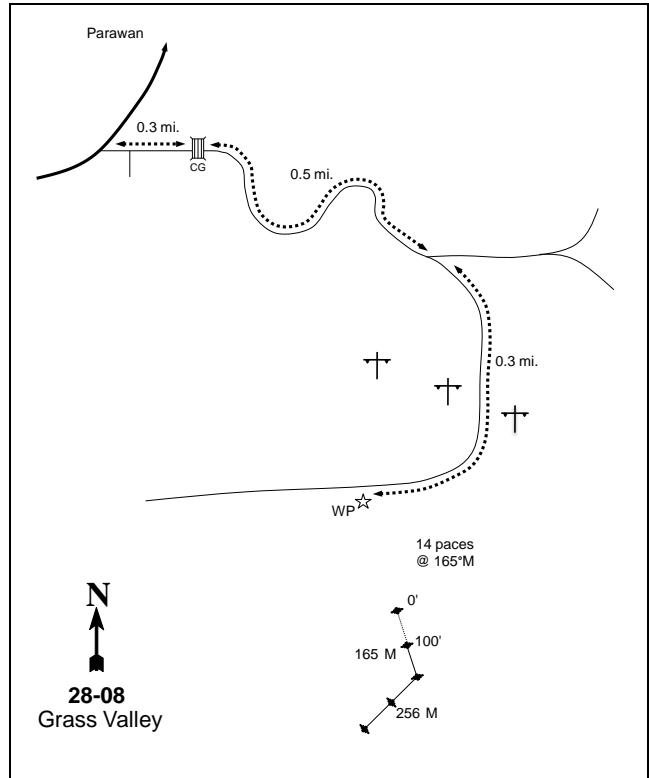 Parawan
0.3 mi.
CG
0.5 mi.
0.3 mi.
WP
14 paces
@ 165°M
0'
100'
165 M
256 M
N
28-08
Grass Valley